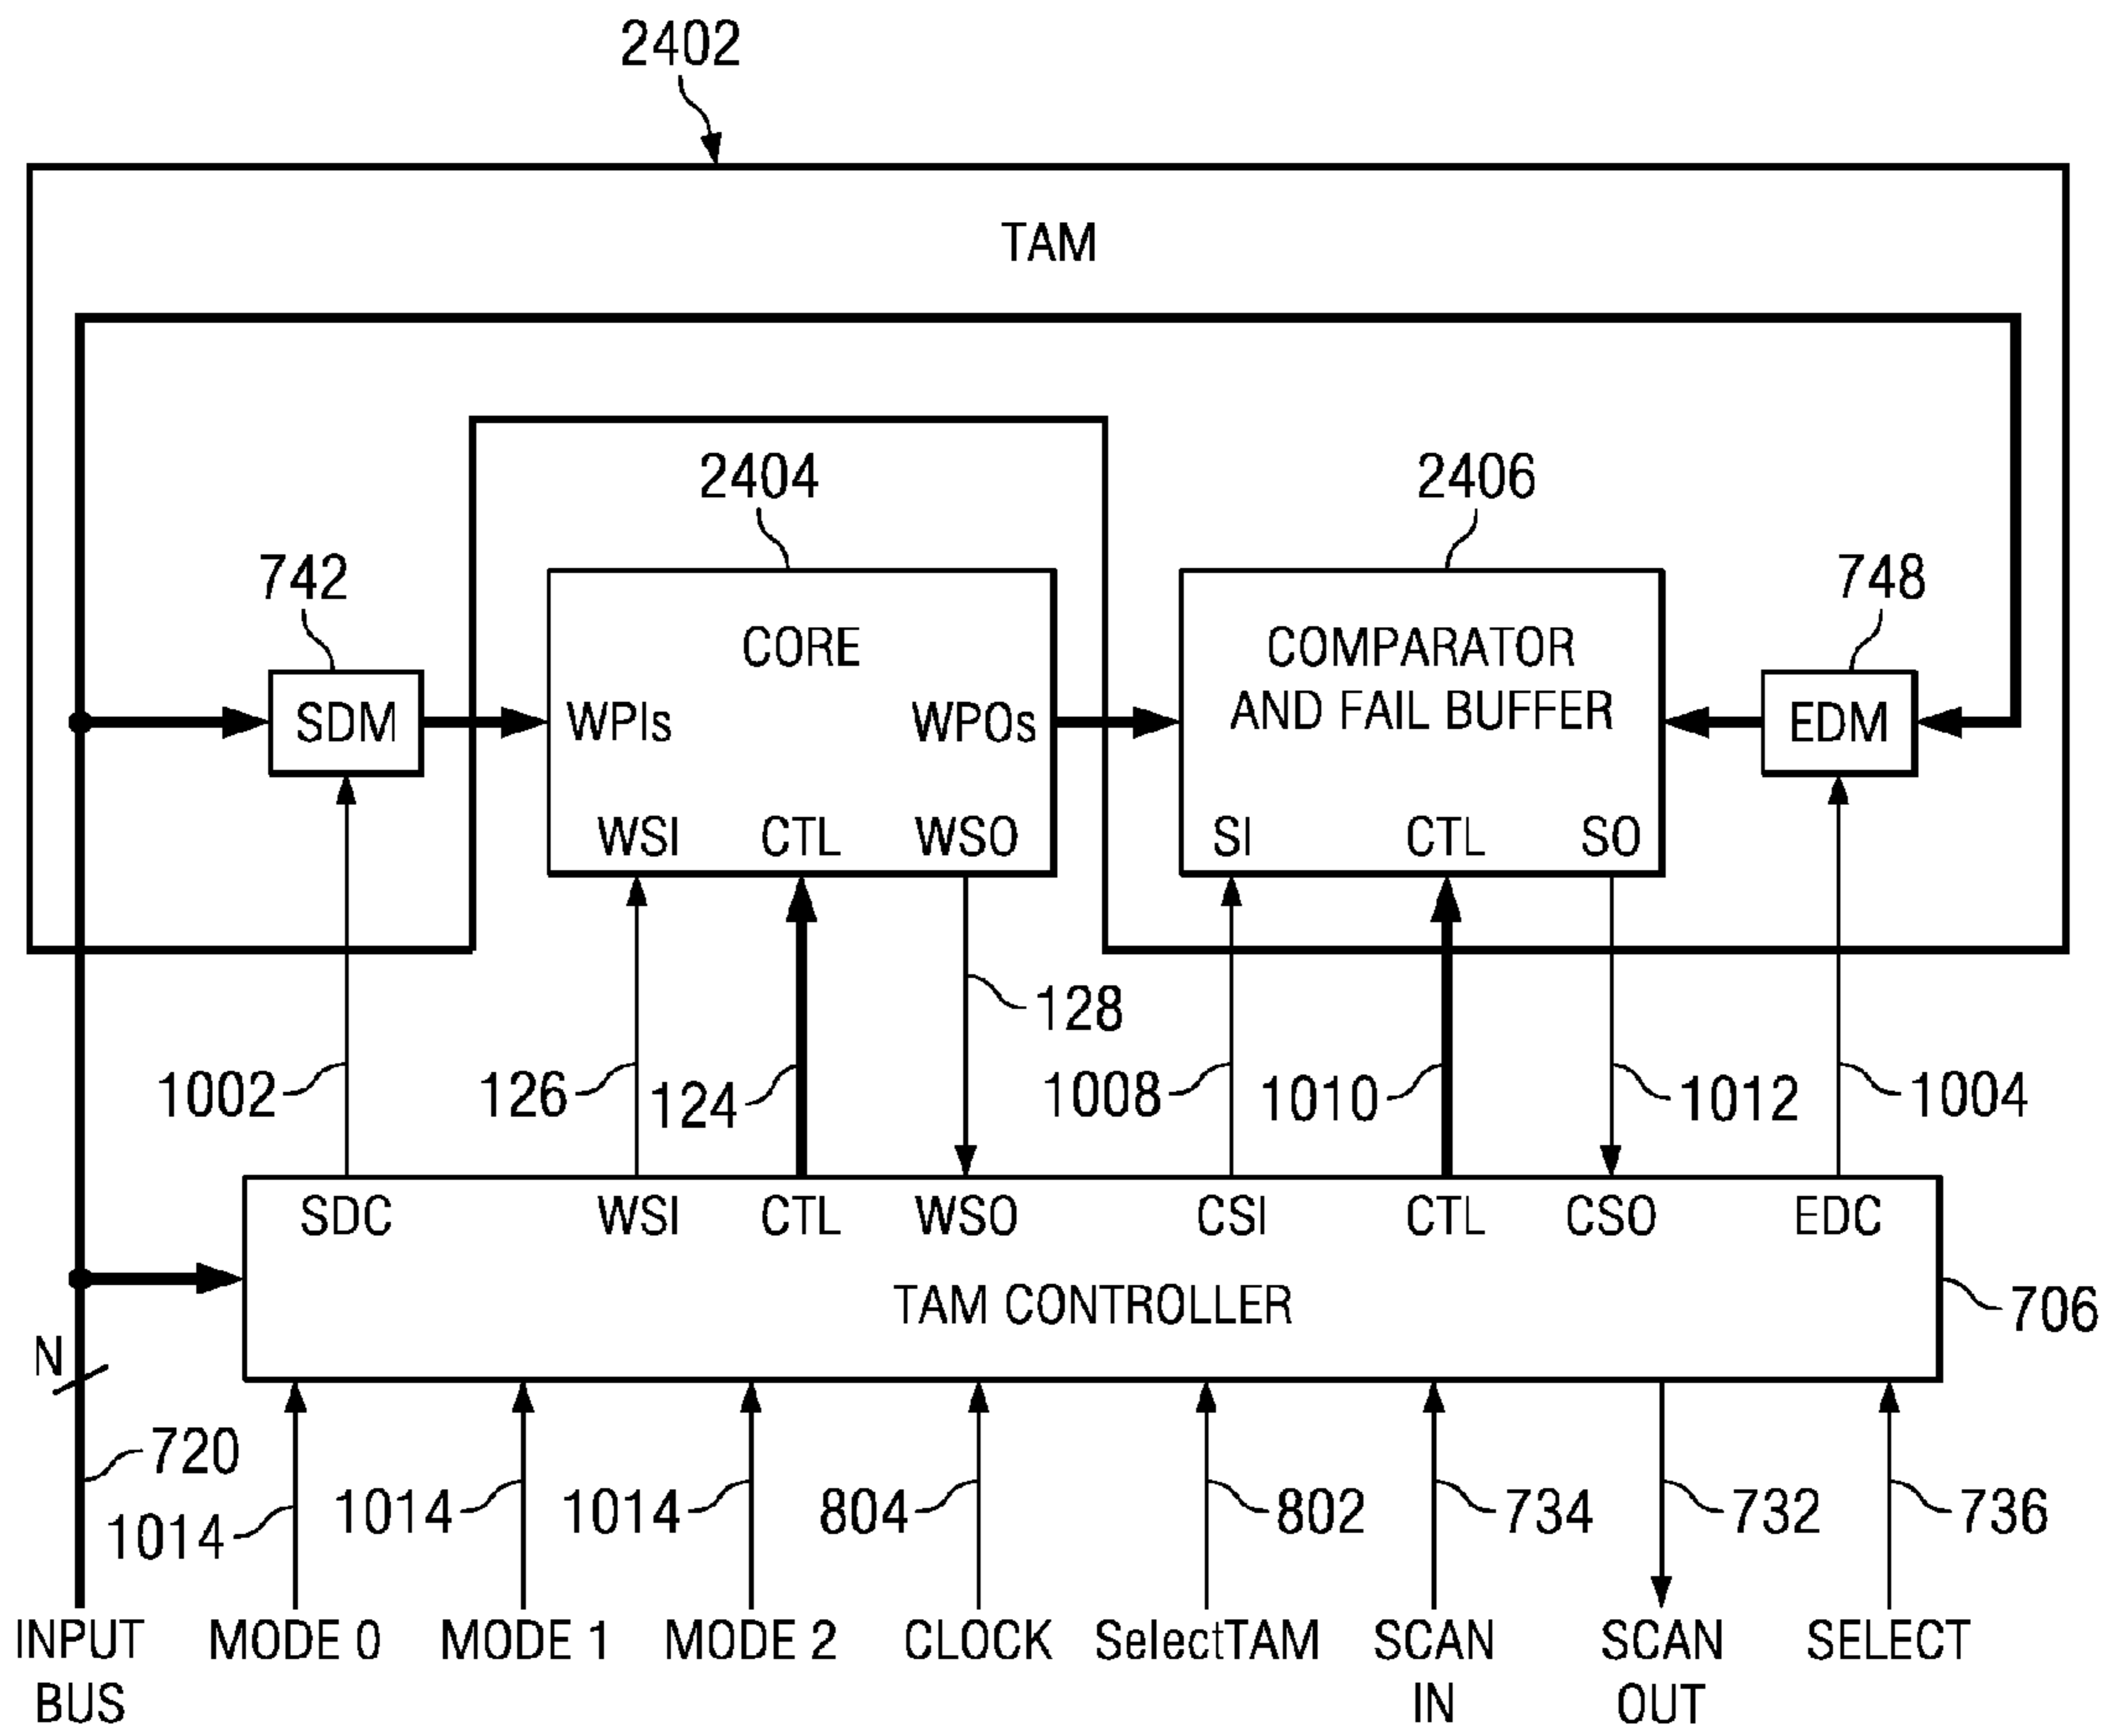 2402
TAM
2404
2406
742
748
CORE
COMPARATOR
AND FAIL BUFFER
SDM
WPIs
WPOs
EDM
WSI CTL WSO
SI CTL SO
128
1002
126
124
1008
1010
1012
1004
SDC WSI CTL WSO CSI CTL CSO EDC
TAM CONTROLLER
706
N
720
1014
1014
1014
804
802
734
732
736
INPUT
BUS
MODE 0
MODE 1
MODE 2
CLOCK
SelectTAM
SCAN
IN
SCAN
OUT
SELECT